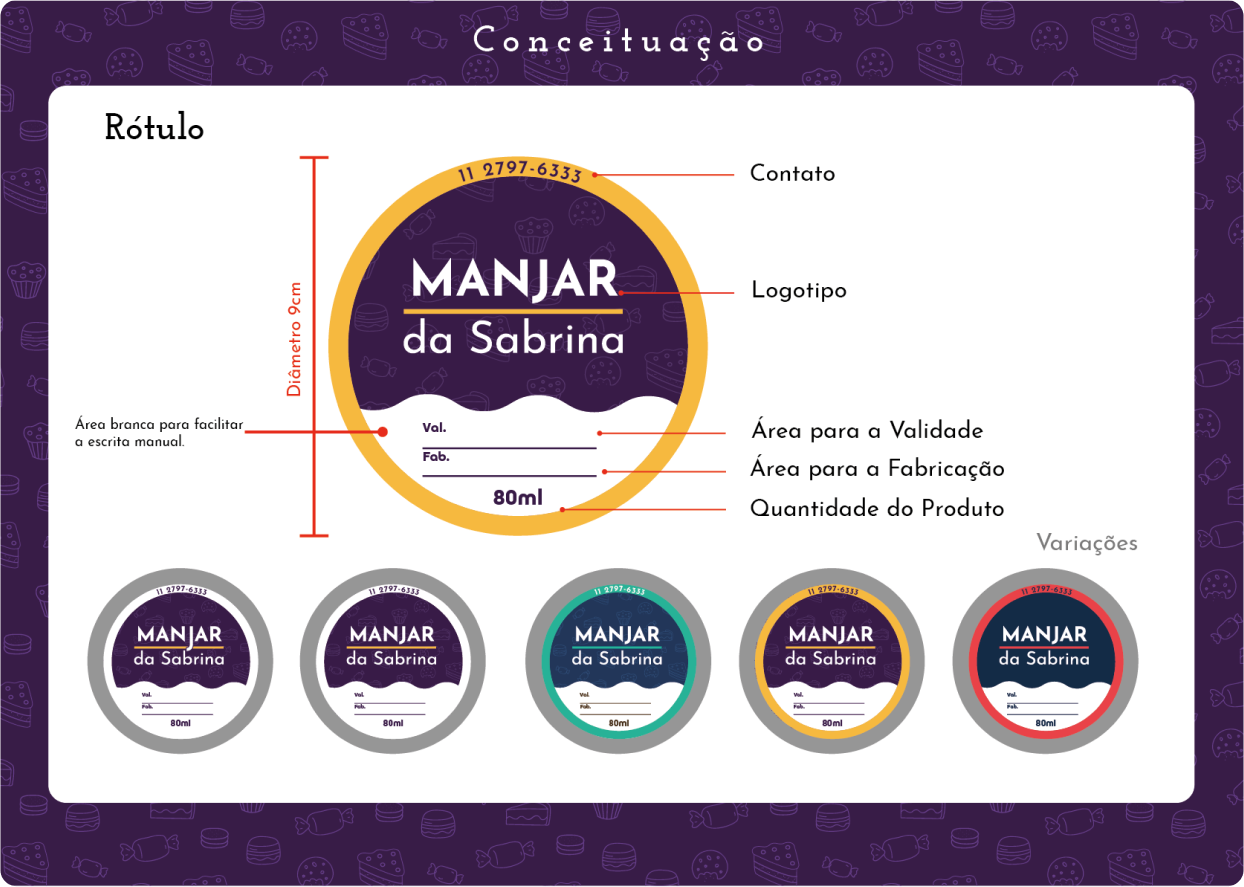 Conceituação
Rótulo
11 2797-6333
Contato
MANJAR
da Sabrina
Logotipo
Diâmetro 9cm
Área branca para facilitar
a escrita manual.
Val.
Fab.
80ml
Área para a Validade
Área para a Fabricação
Quantidade do Produto
Variações
11 2797-6333
MANJAR
da Sabrina
Val.
Fab.
80ml
11 2797-6333
MANJAR
da Sabrina
Val.
Fab.
80ml
11 2797-6333
MANJAR
da Sabrina
Val.
Fab.
80ml
11 2797-6333
MANJAR
da Sabrina
Val.
Fab.
80ml
11 2797-6333
MANJAR
da Sabrina
Val.
Fab.
80ml